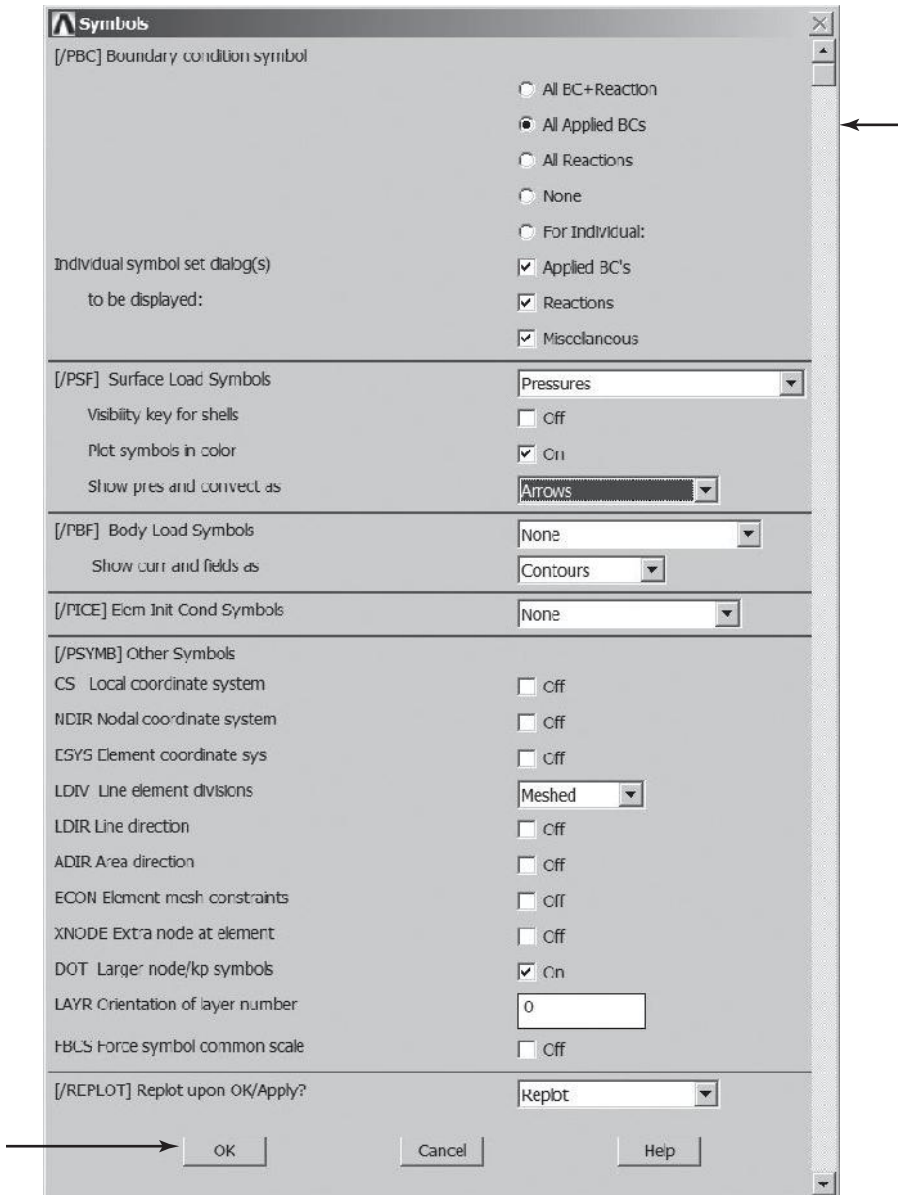 Symbols
[/PBC] Boundary condition symbol
All BC+Reaction
All Applied BCs
All Reactions
None
For Individual:
Individual symbol set dialog(s) Applied BC's
to be displayed: Reactions
Miscellaneous
[/PSF] Surface Load Symbols Pressures
Visibility key for shells Off
Plot symbols in color On
Show pres and convect as Arrows
[/PBF] Body Load Symbols None
Show curr and fields as Contours
[/PICE] Elem Init Cond Symbols None
[/PSYMB] Other Symbols
CS Local coordinate system Off
NDIR Nodal coordinate system Off
ESYS Element coordinate sys Off
LDIV Line element divisions Meshed
LDIR Line direction Off
ADIR Area direction Off
ECON Element mesh constraints Off
XNODE Extra node at element Off
DOT Larger node/kp symbols On
LAYR Orientation of layer number 0
FBCS Force symbol common scale Off
[/REPLOT] Replot upon OK/Apply? Replot
OK Cancel Help